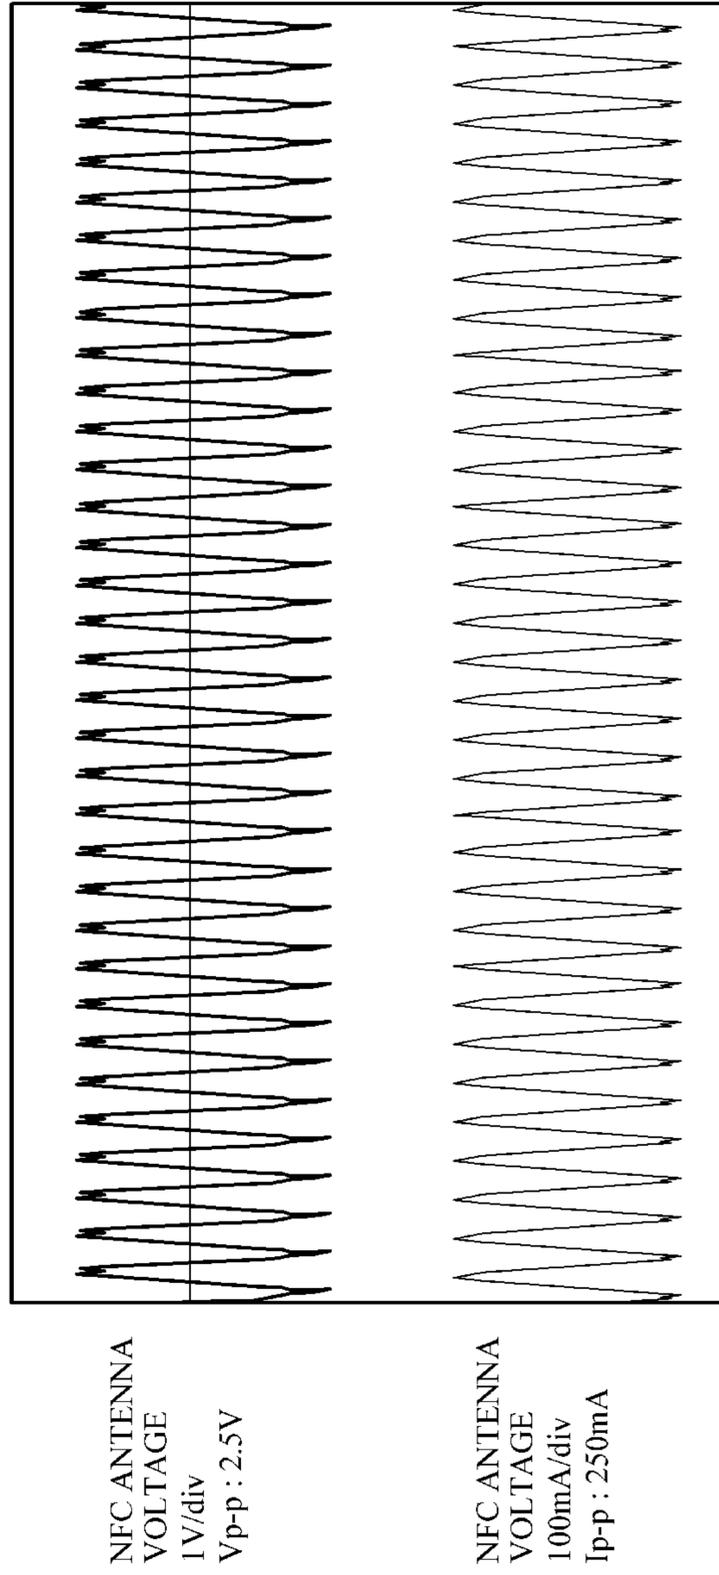 NFC ANTENNA
VOLTAGE
1V/div
Vp-p : 2.5V
NFC ANTENNA
VOLTAGE
100mA/div
Ip-p : 250mA